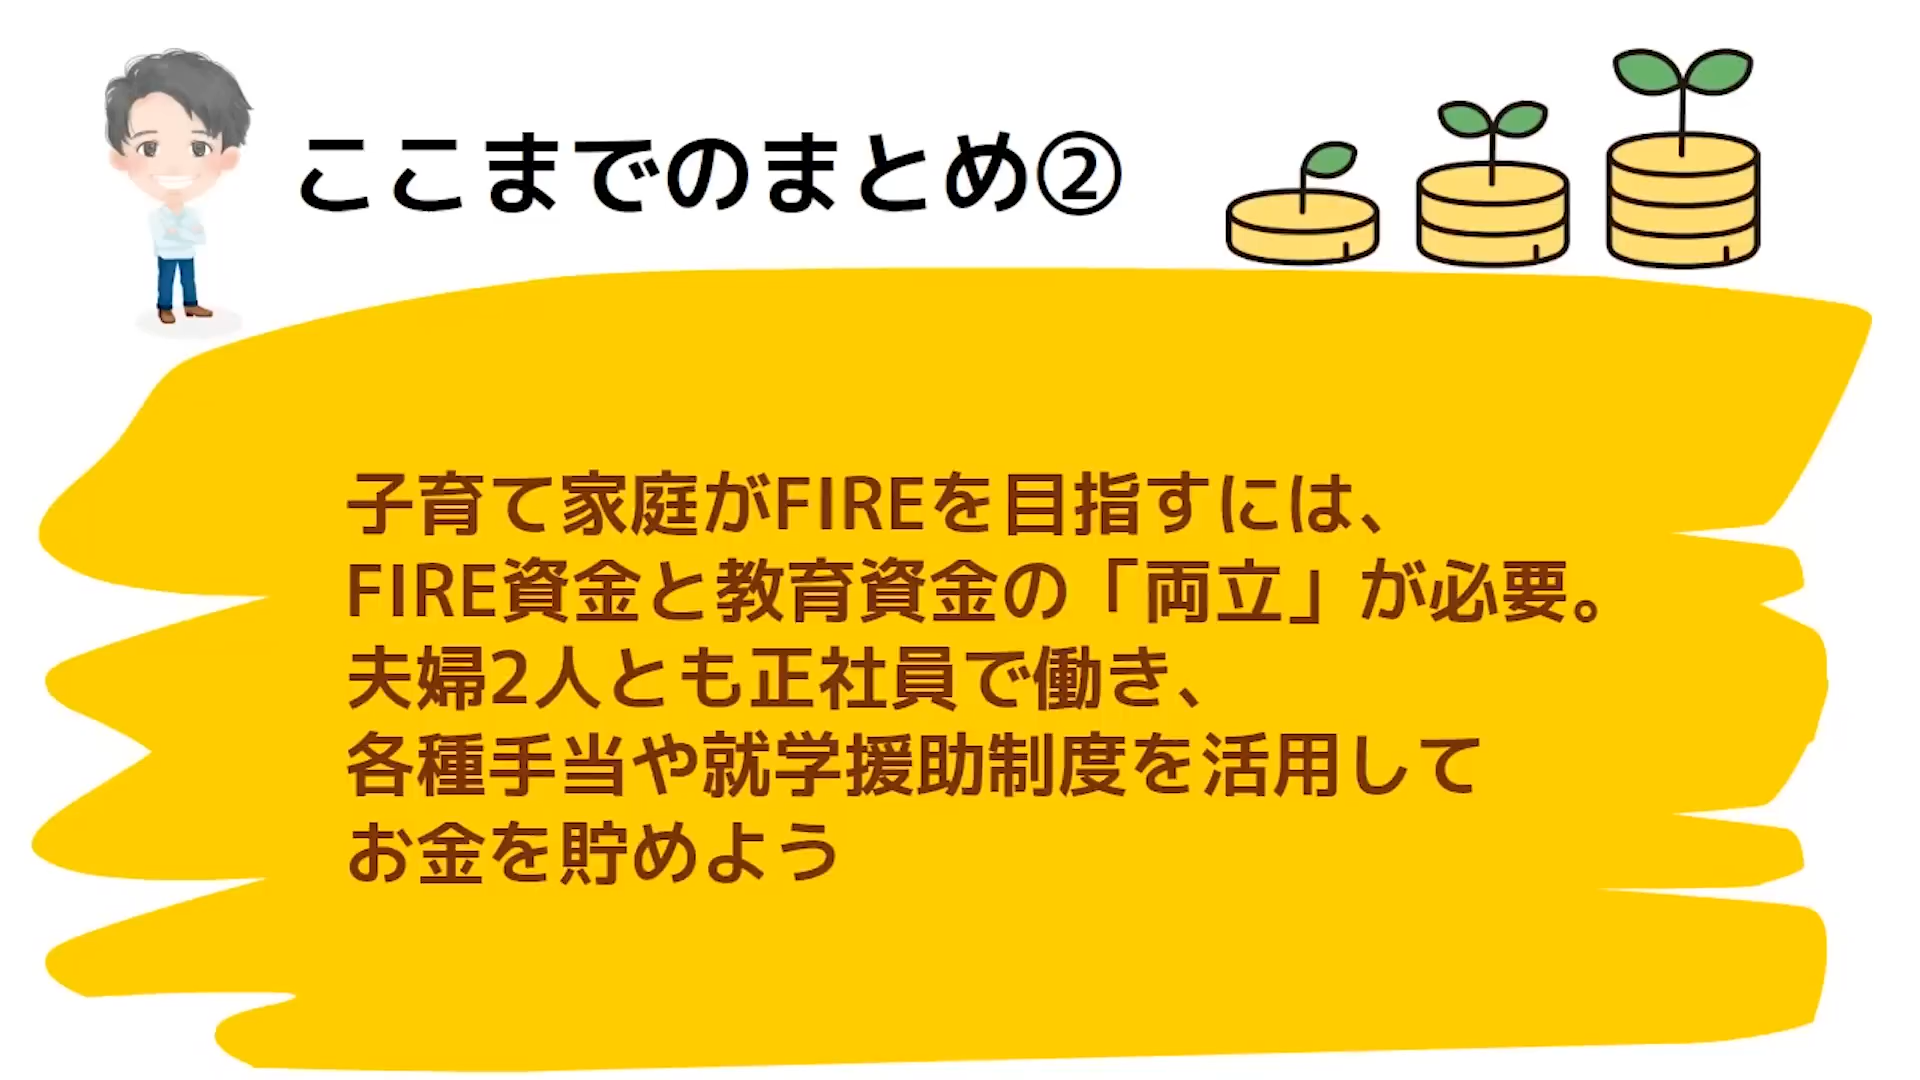 ここまでのまとめ②
子育て家庭がFIREを目指すには、
FIRE資金と教育資金の「両立」が必要。
夫婦2人とも正社員で働き、
各種手当や就学援助制度を活用して
お金を貯めよう